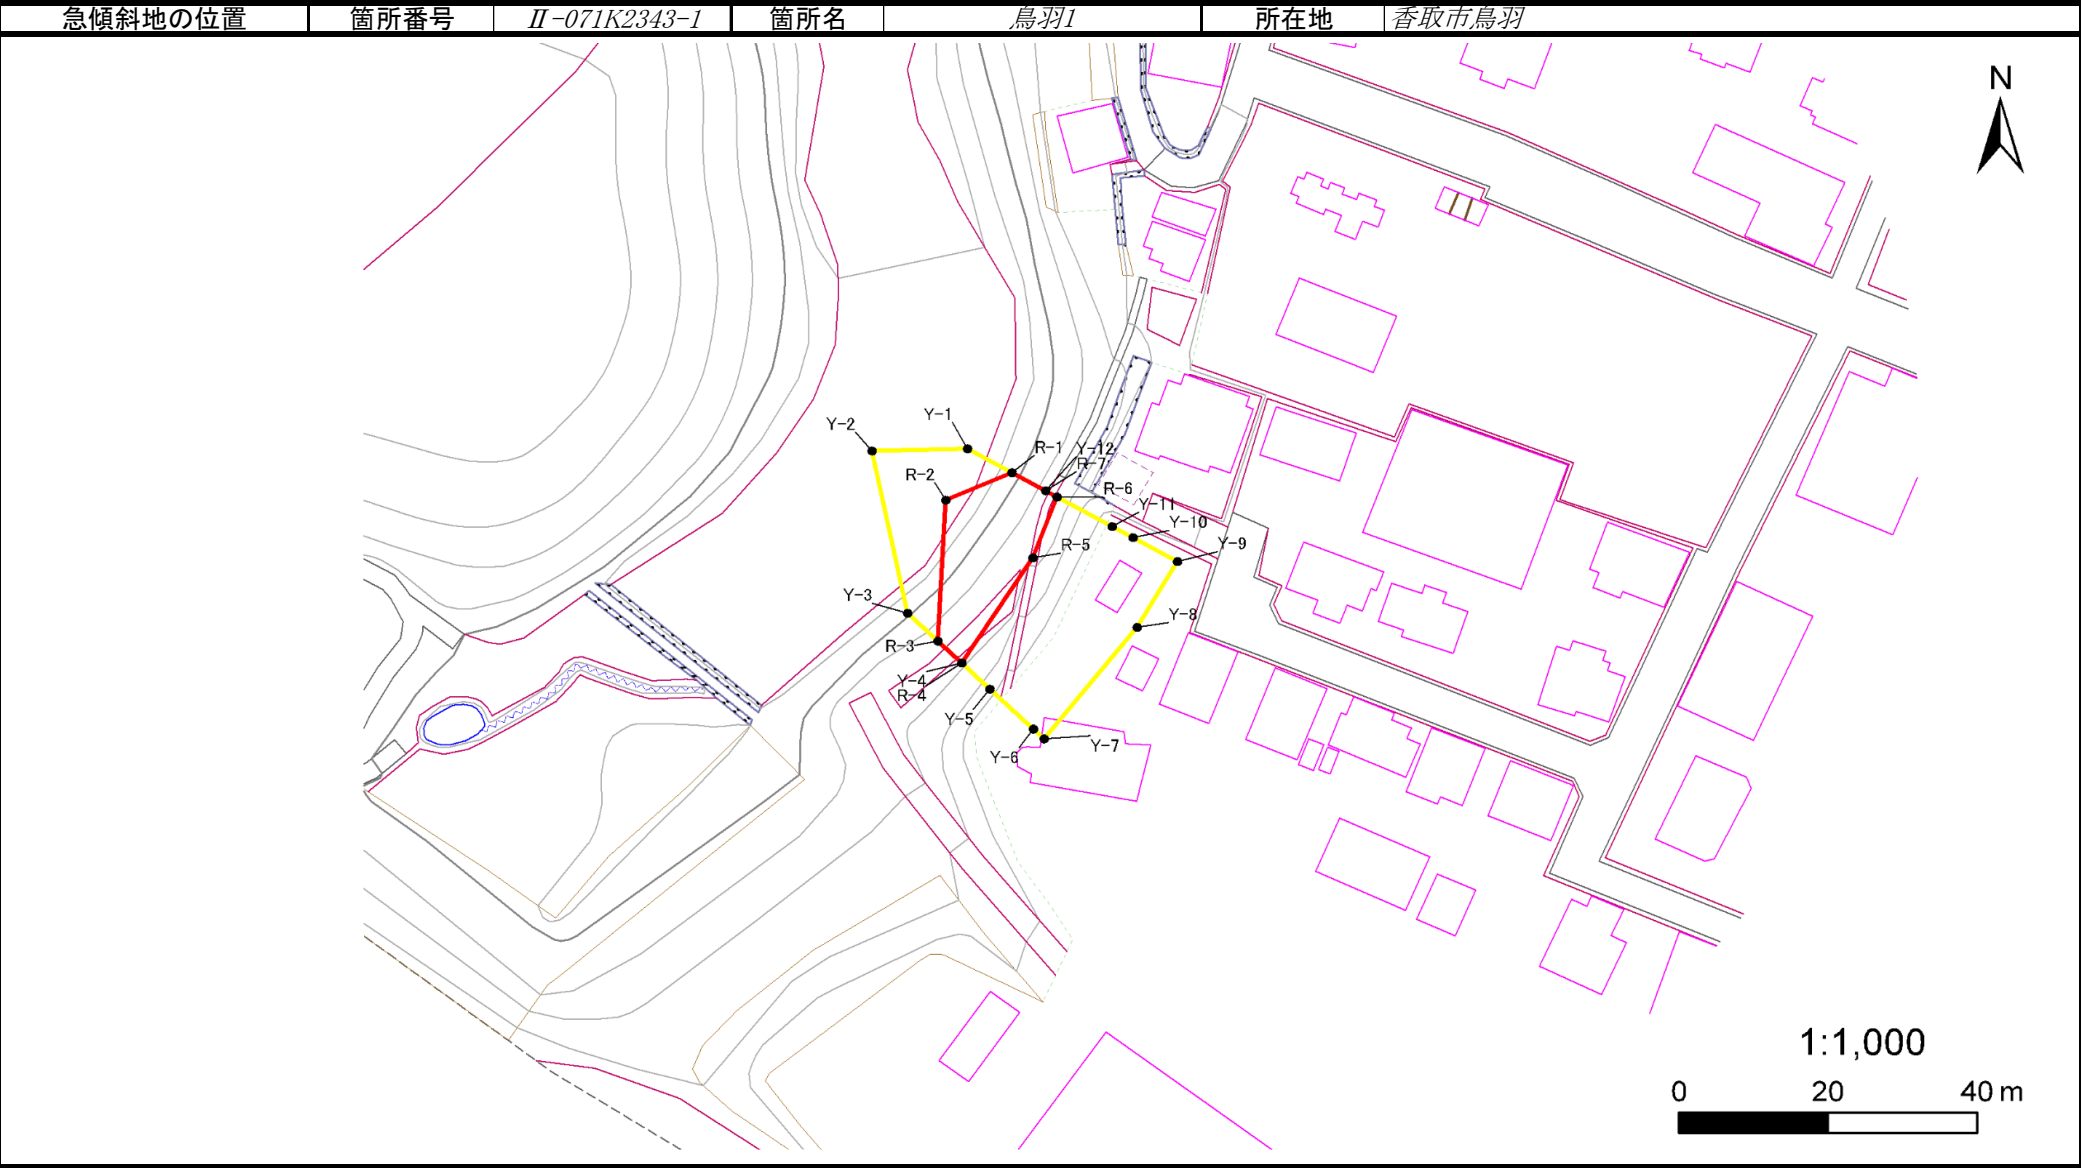 急傾斜地の位置 箇所番号 Ⅱ-071K2343-1 箇所名 鳥羽1 所在地 香取市鳥羽
N
Y-2
Y-1
R-1
Y-12
R-7
R-2
R-6
Y-11
Y-10
R-5
Y-9
Y-3
Y-8
R-3
Y-4
R-4
Y-5
Y-6
Y-7
1:1,000
0 20 40 m